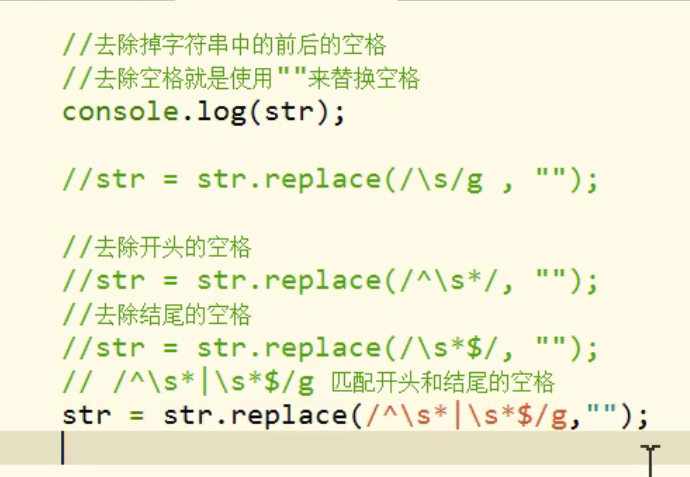 //去除掉字符串中的前后的空格
//去除空格就是使用""来替换空格
console.log(str);
//str = str.replace(/\s/g , "");
//去除开头的空格
//str = str.replace(/^\s*/, "");
//去除结尾的空格
//str = str.replace(/\s*$/, "");
// /^\s*|\s*$/g 匹配开头和结尾的空格
str = str.replace(/^\s*|\s*$/g,"");